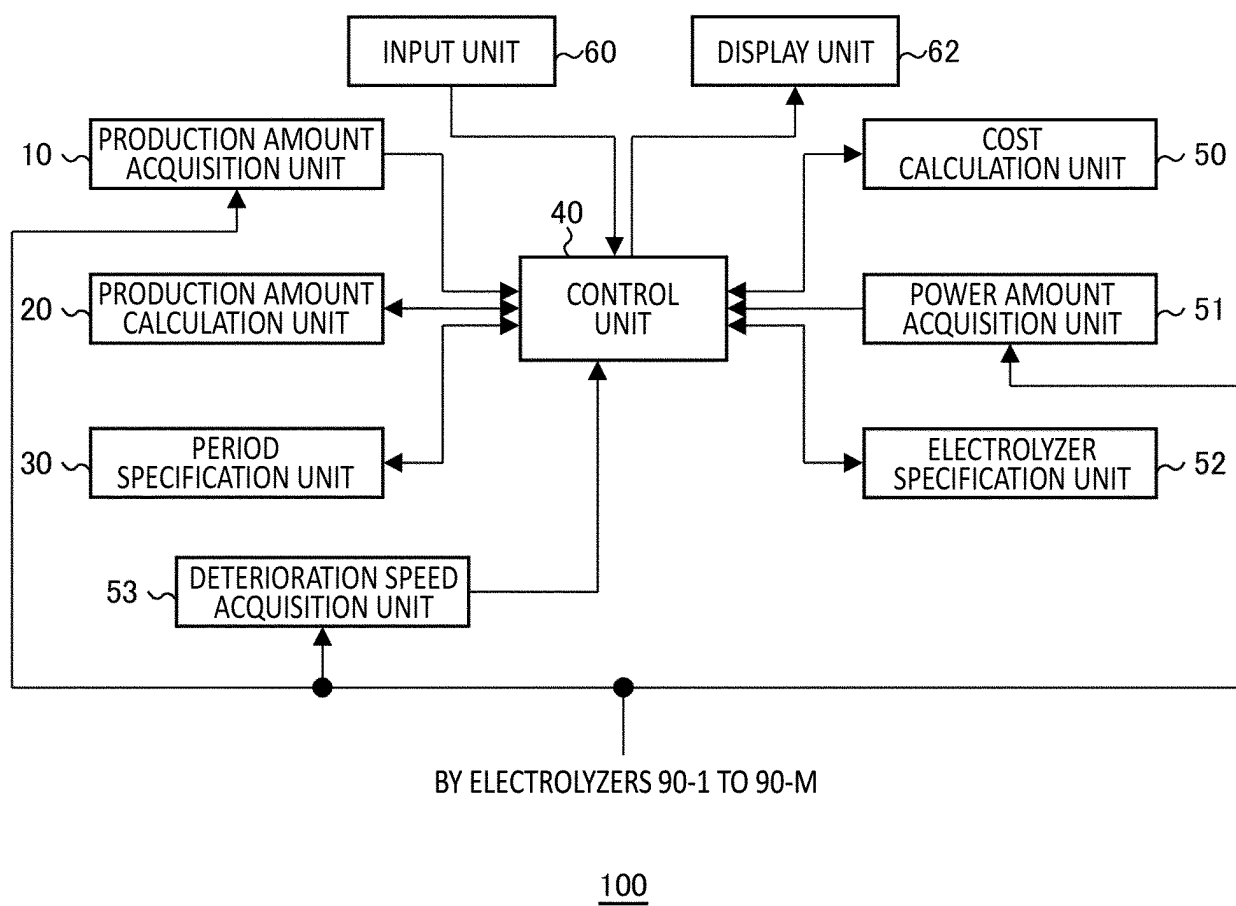 INPUT UNIT
60
DISPLAY UNIT
62
10
PRODUCTION AMOUNT
ACQUISITION UNIT
COST
CALCULATION UNIT
50
40
CONTROL
UNIT
20
PRODUCTION AMOUNT
CALCULATION UNIT
POWER AMOUNT
ACQUISITION UNIT
51
30
PERIOD
SPECIFICATION UNIT
ELECTROLYZER
SPECIFICATION UNIT
52
53
DETERIORATION SPEED
ACQUISITION UNIT
BY ELECTROLYZERS 90-1 TO 90-M
100